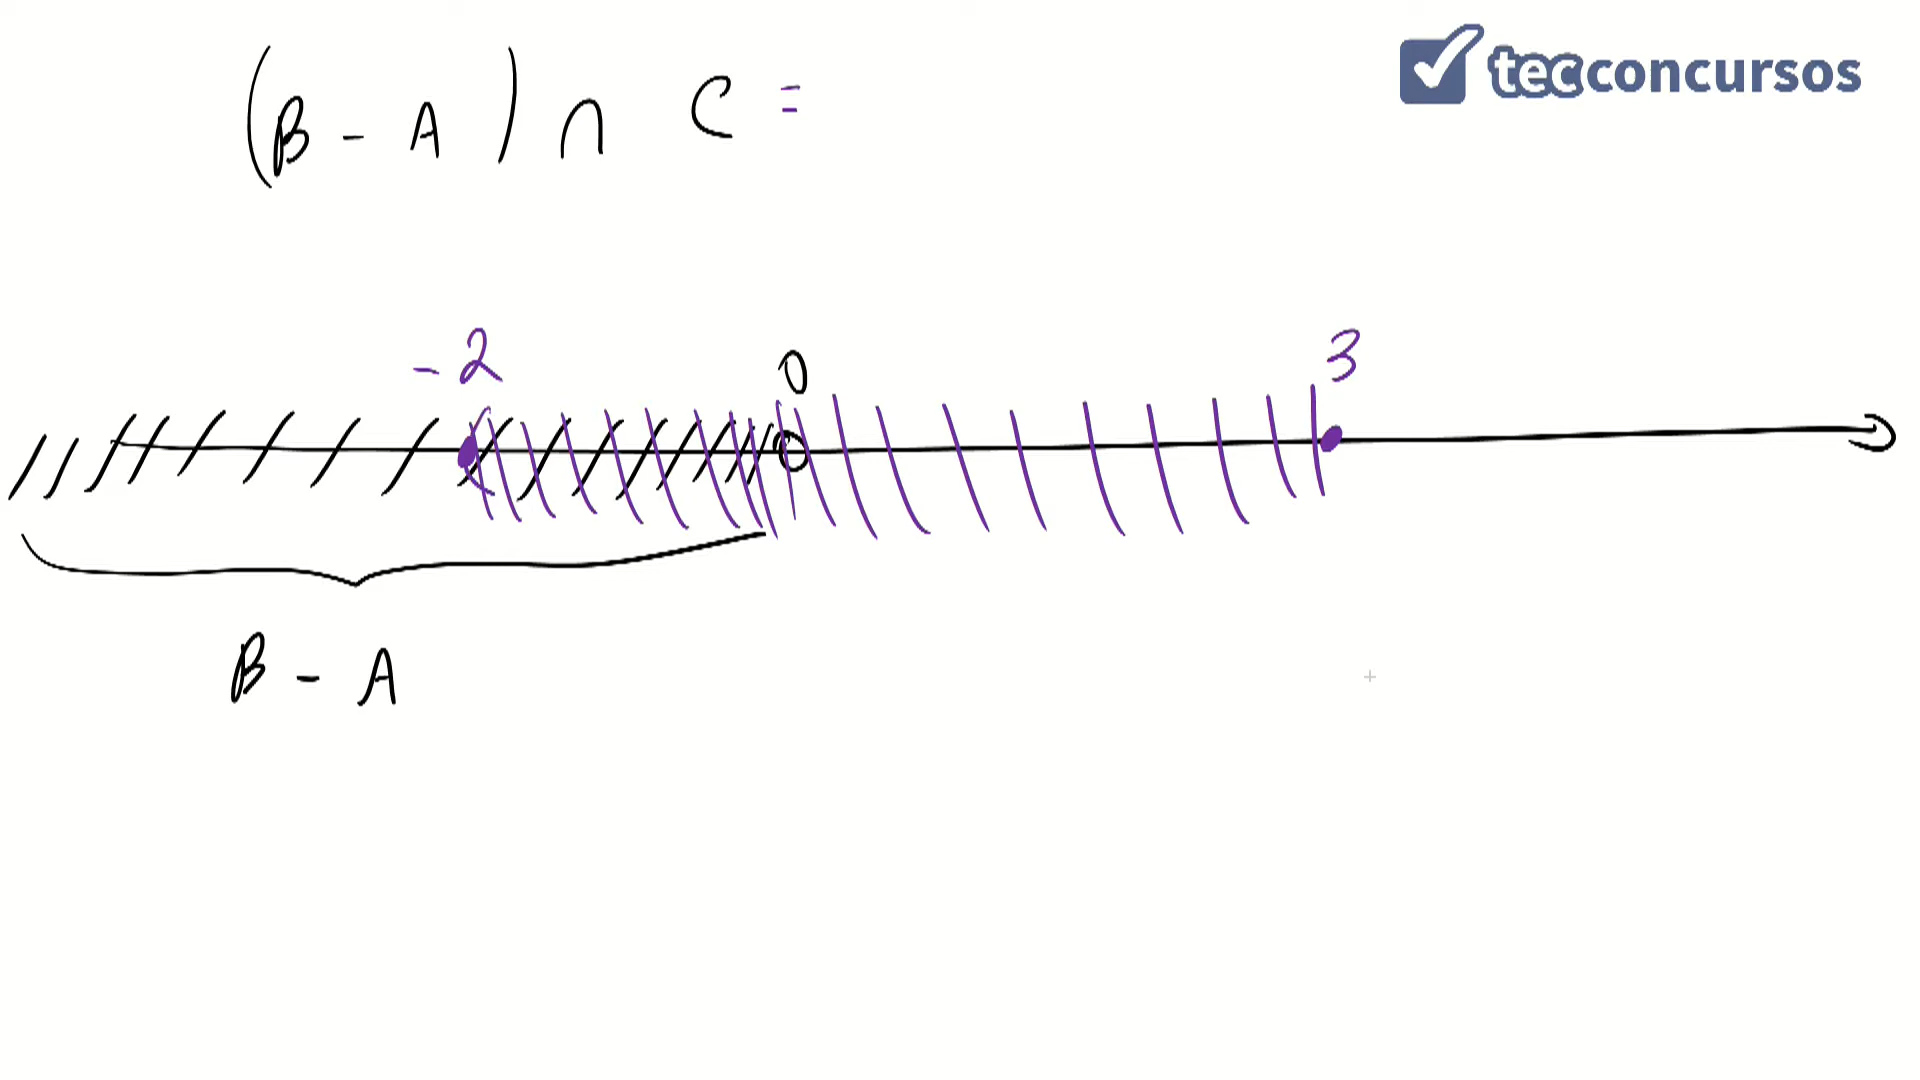 (B - A) ∩ C =
tecconcursos
-2 0 3
B - A